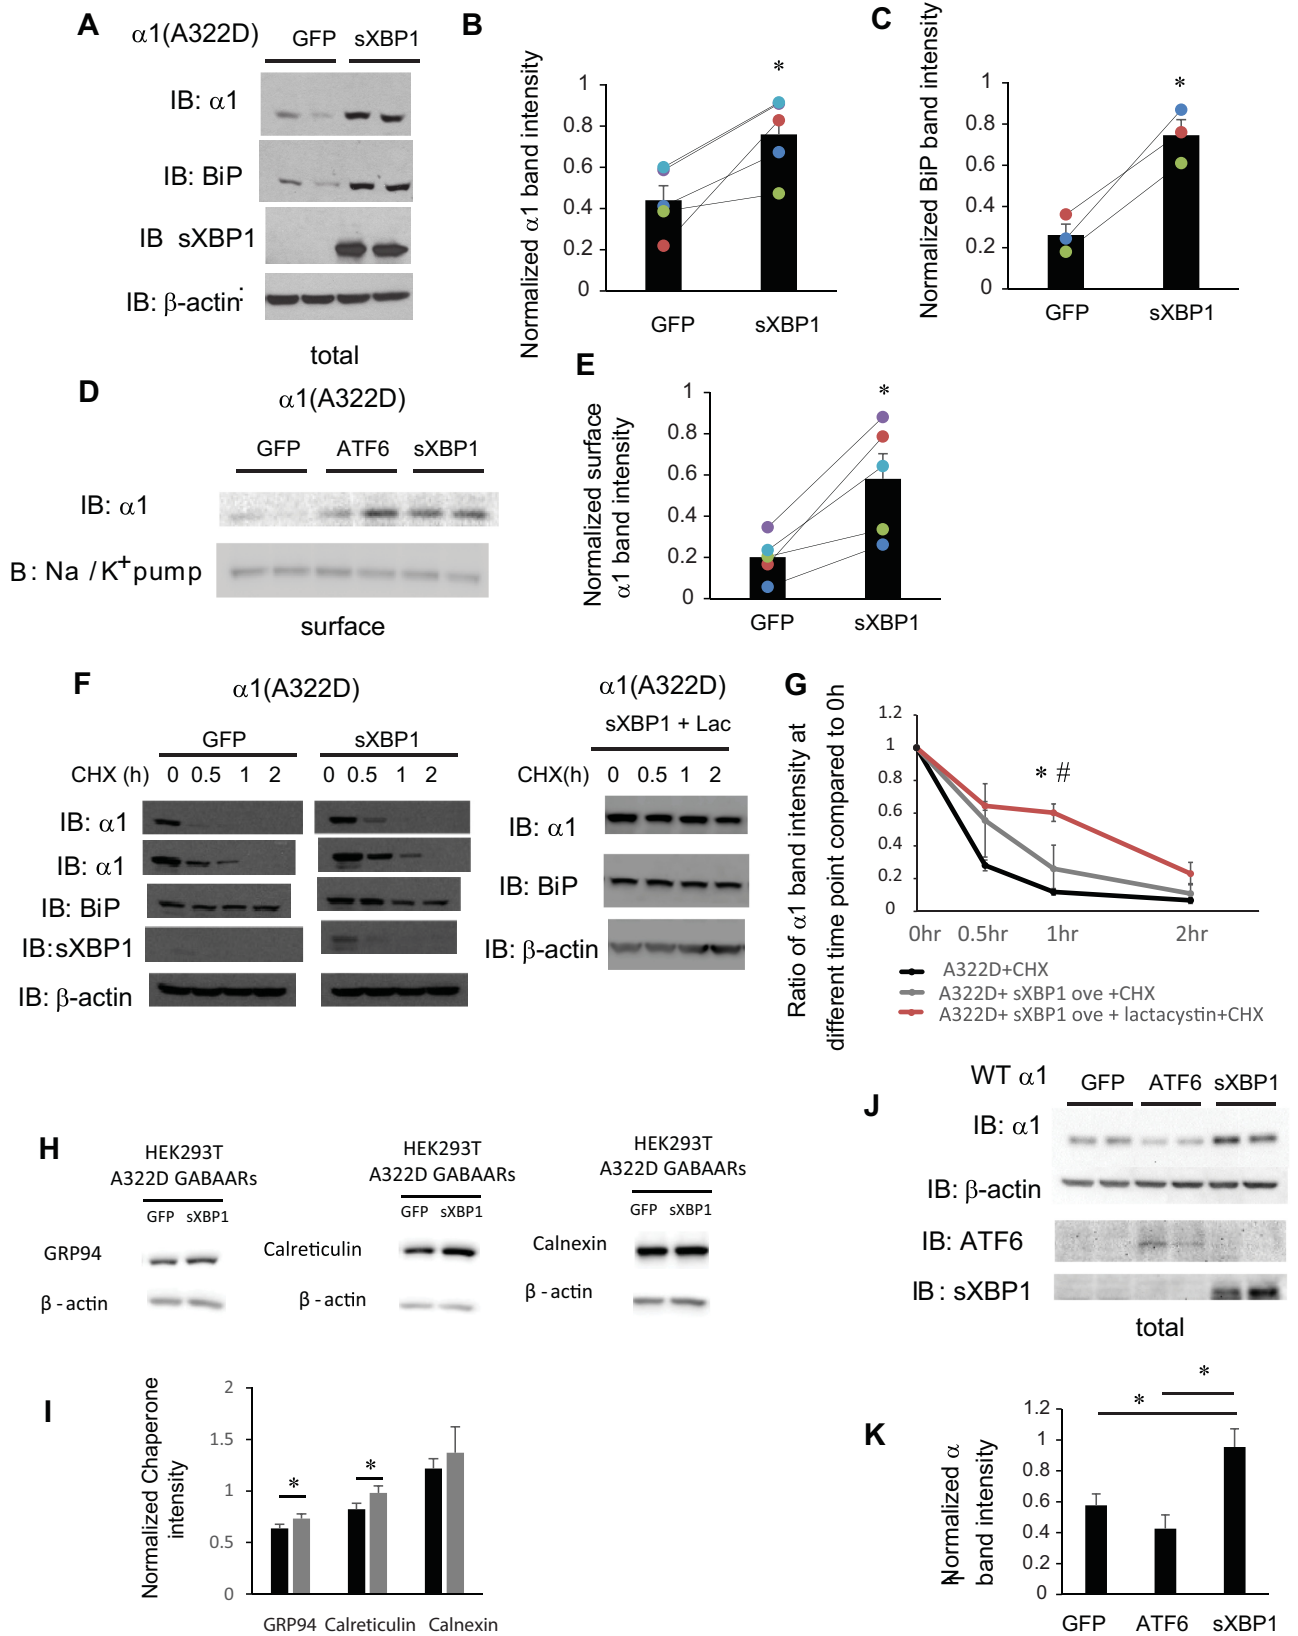 A
α1(A322D)
GFP sXBP1
IB: α1
IB: BiP
IB sXBP1
IB: β-actin
total
B
Normalized α1 band intensity
1
0.8
0.6
0.4
0.2
0
*
GFP sXBP1
C
Normalized BiP band intensity
1
0.8
0.6
0.4
0.2
0
*
GFP sXBP1
D
α1(A322D)
GFP ATF6 sXBP1
IB: α1
B: Na /K+ pump
surface
E
Normalized surface
α1 band intensity
1
0.8
0.6
0.4
0.2
0
*
GFP sXBP1
F
α1(A322D)
GFP sXBP1
CHX (h) 0 0.5 1 2 0 0.5 1 2
IB: α1
IB: α1
IB: BiP
IB:sXBP1
IB: β-actin
α1(A322D)
sXBP1 + Lac
CHX(h) 0 0.5 1 2
IB: α1
IB: BiP
IB: β-actin
G
Ratio of α1 band intensity at
different time point compared to 0h
1.2
1
0.8
0.6
0.4
0.2
0
* #
0hr 0.5hr 1hr 2hr
A322D+CHX
A322D+ sXBP1 ove +CHX
A322D+ sXBP1 ove + lactacystin+CHX
H
HEK293T
A322D GABAARs
GFP sXBP1
GRP94
β - actin
HEK293T
A322D GABAARs
GFP sXBP1
Calreticulin
β - actin
HEK293T
A322D GABAARs
GFP sXBP1
Calnexin
β - actin
I
Normalized Chaperone
intensity
2
1.5
1
0.5
0
* *
GRP94 Calreticulin Calnexin
J
WT α1
GFP ATF6 sXBP1
IB: α1
IB: β-actin
IB: ATF6
IB: sXBP1
total
K
Normalized α
band intensity
1.2
1
0.8
0.6
0.4
0.2
0
*
*
GFP ATF6 sXBP1